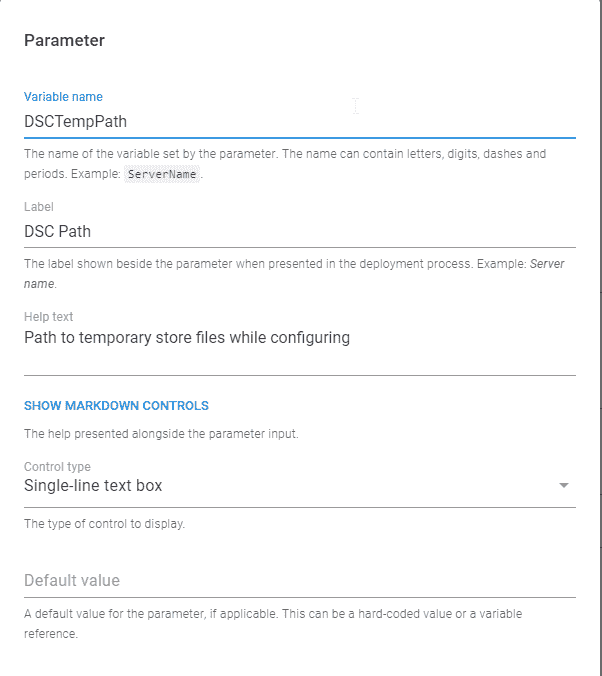 Parameter
Variable name
DSCTempPath
The name of the variable set by the parameter. The name can contain letters, digits, dashes and
periods. Example: ServerName.
Label
DSC Path
The label shown beside the parameter when presented in the deployment process. Example: Server
name.
Help text
Path to temporary store files while configuring
SHOW MARKDOWN CONTROLS
The help presented alongside the parameter input.
Control type
Single-line text box
The type of control to display.
Default value
A default value for the parameter, if applicable. This can be a hard-coded value or a variable
reference.